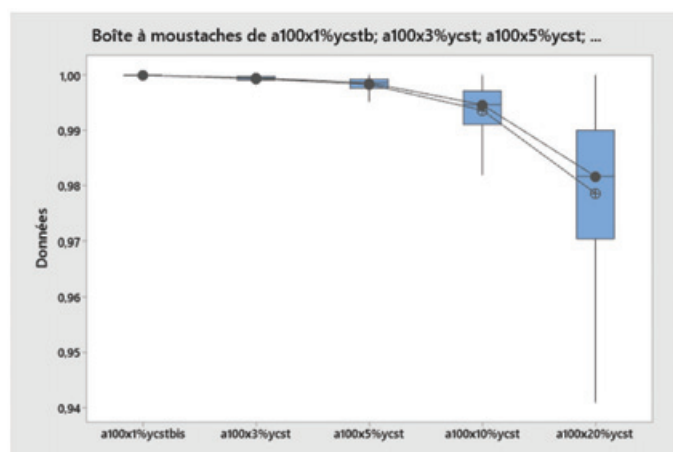 Boîte à moustaches de a100x1%ycstb; a100x3%ycst; a100x5%ycst; ...
1,00
0,99
0,98
0,97
0,96
0,95
0,94
Données
a100x1%ycstbis a100x3%ycst a100x5%ycst a100x10%ycst a100x20%ycst